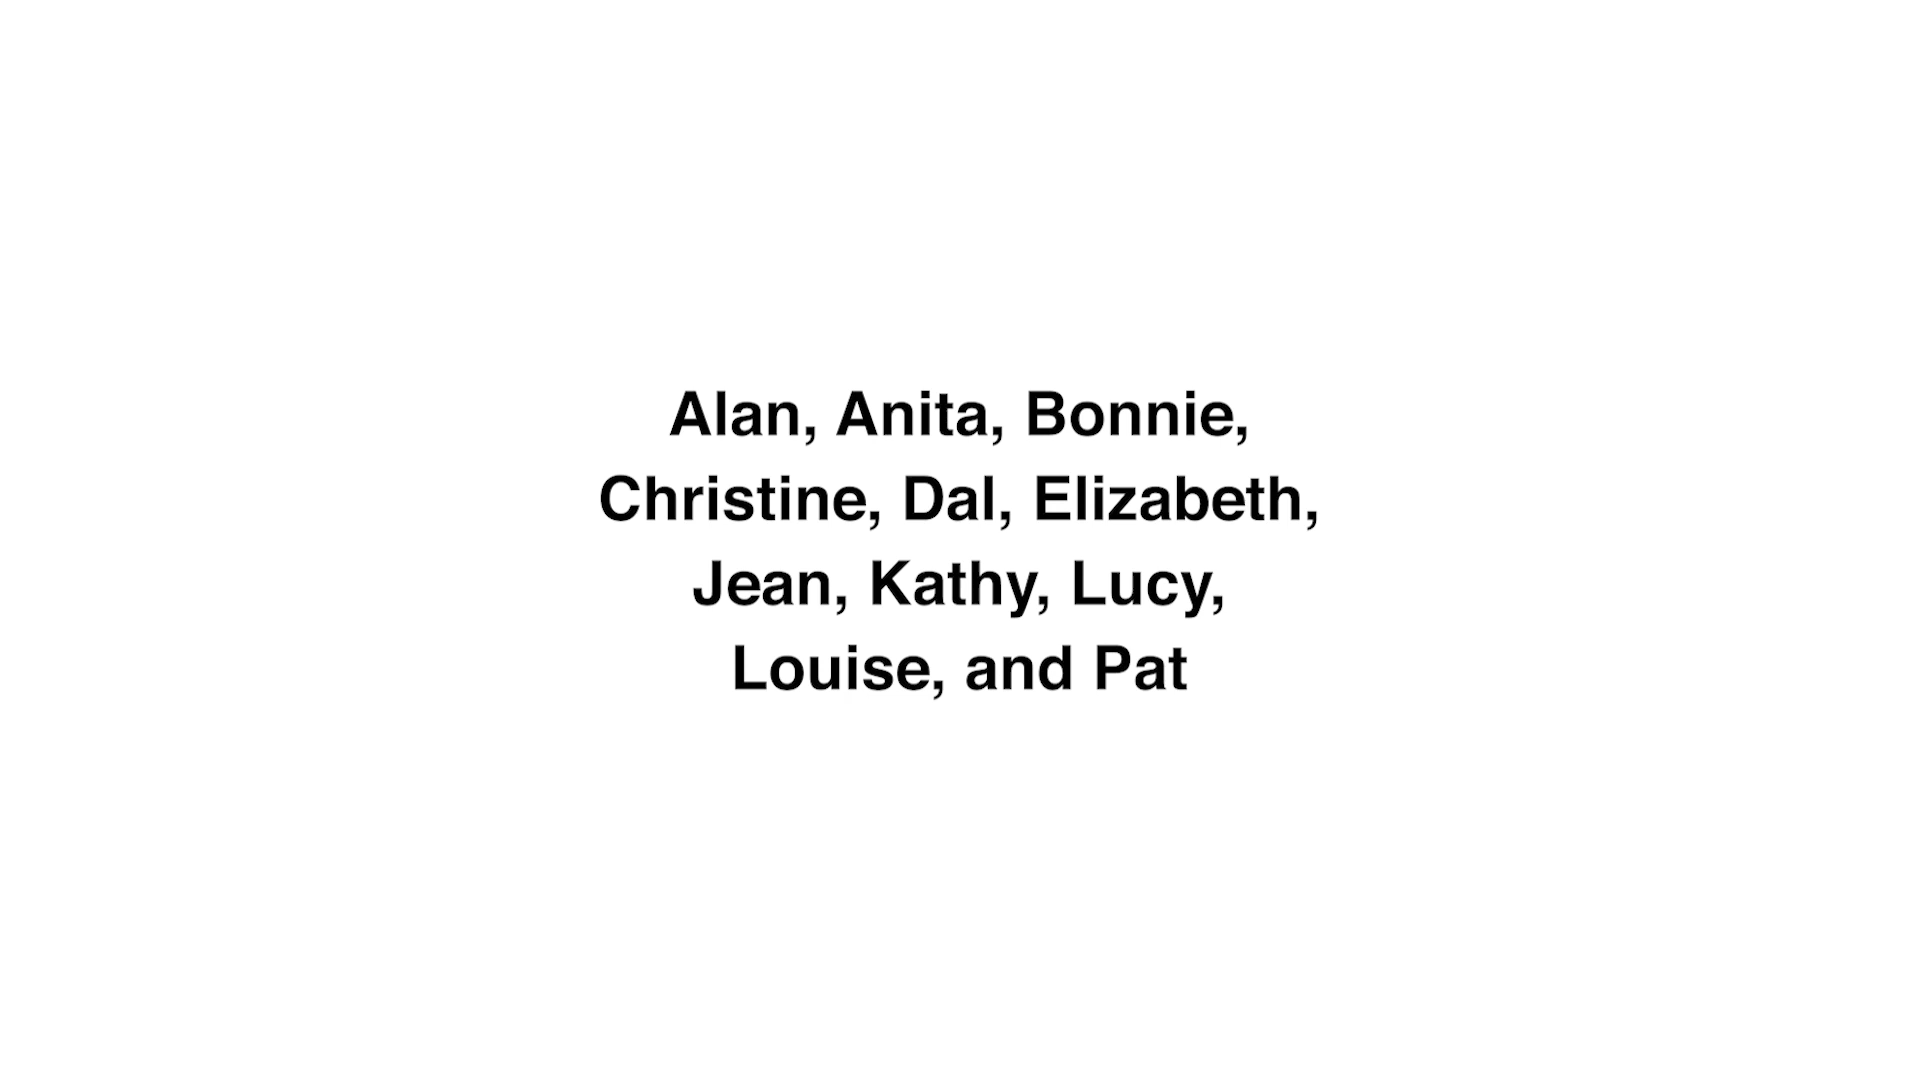 Alan, Anita, Bonnie,
Christine, Dal, Elizabeth,
Jean, Kathy, Lucy,
Louise, and Pat